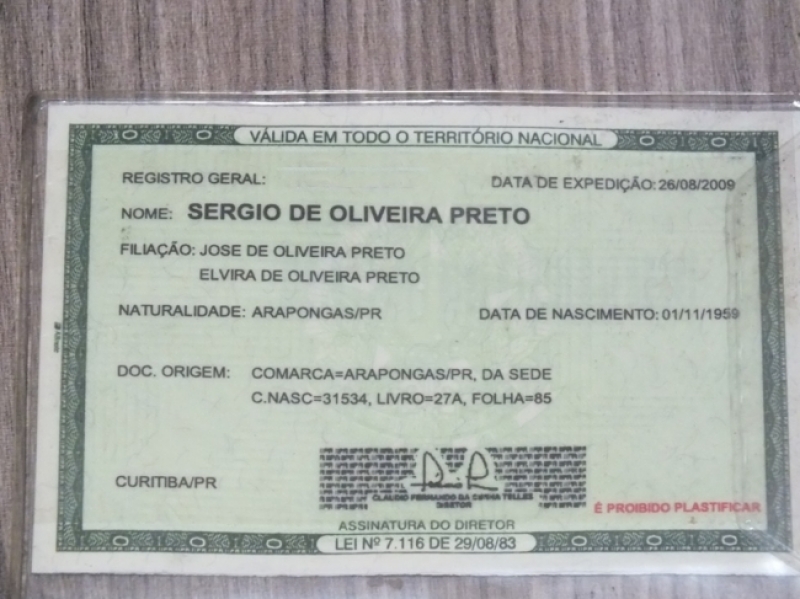 VÁLIDA EM TODO O TERRITÓRIO NACIONAL
REGISTRO GERAL: DATA DE EXPEDIÇÃO: 26/08/2009
NOME: SERGIO DE OLIVEIRA PRETO
FILIAÇÃO: JOSE DE OLIVEIRA PRETO
ELVIRA DE OLIVEIRA PRETO
NATURALIDADE: ARAPONGAS/PR DATA DE NASCIMENTO: 01/11/1959
DOC. ORIGEM: COMARCA=ARAPONGAS/PR, DA SEDE
C.NASC=31534, LIVRO=27A, FOLHA=85
CURITIBA/PR
DIRETOR
É PROIBIDO PLASTIFICAR
ASSINATURA DO DIRETOR
LEI Nº 7.116 DE 29/08/83